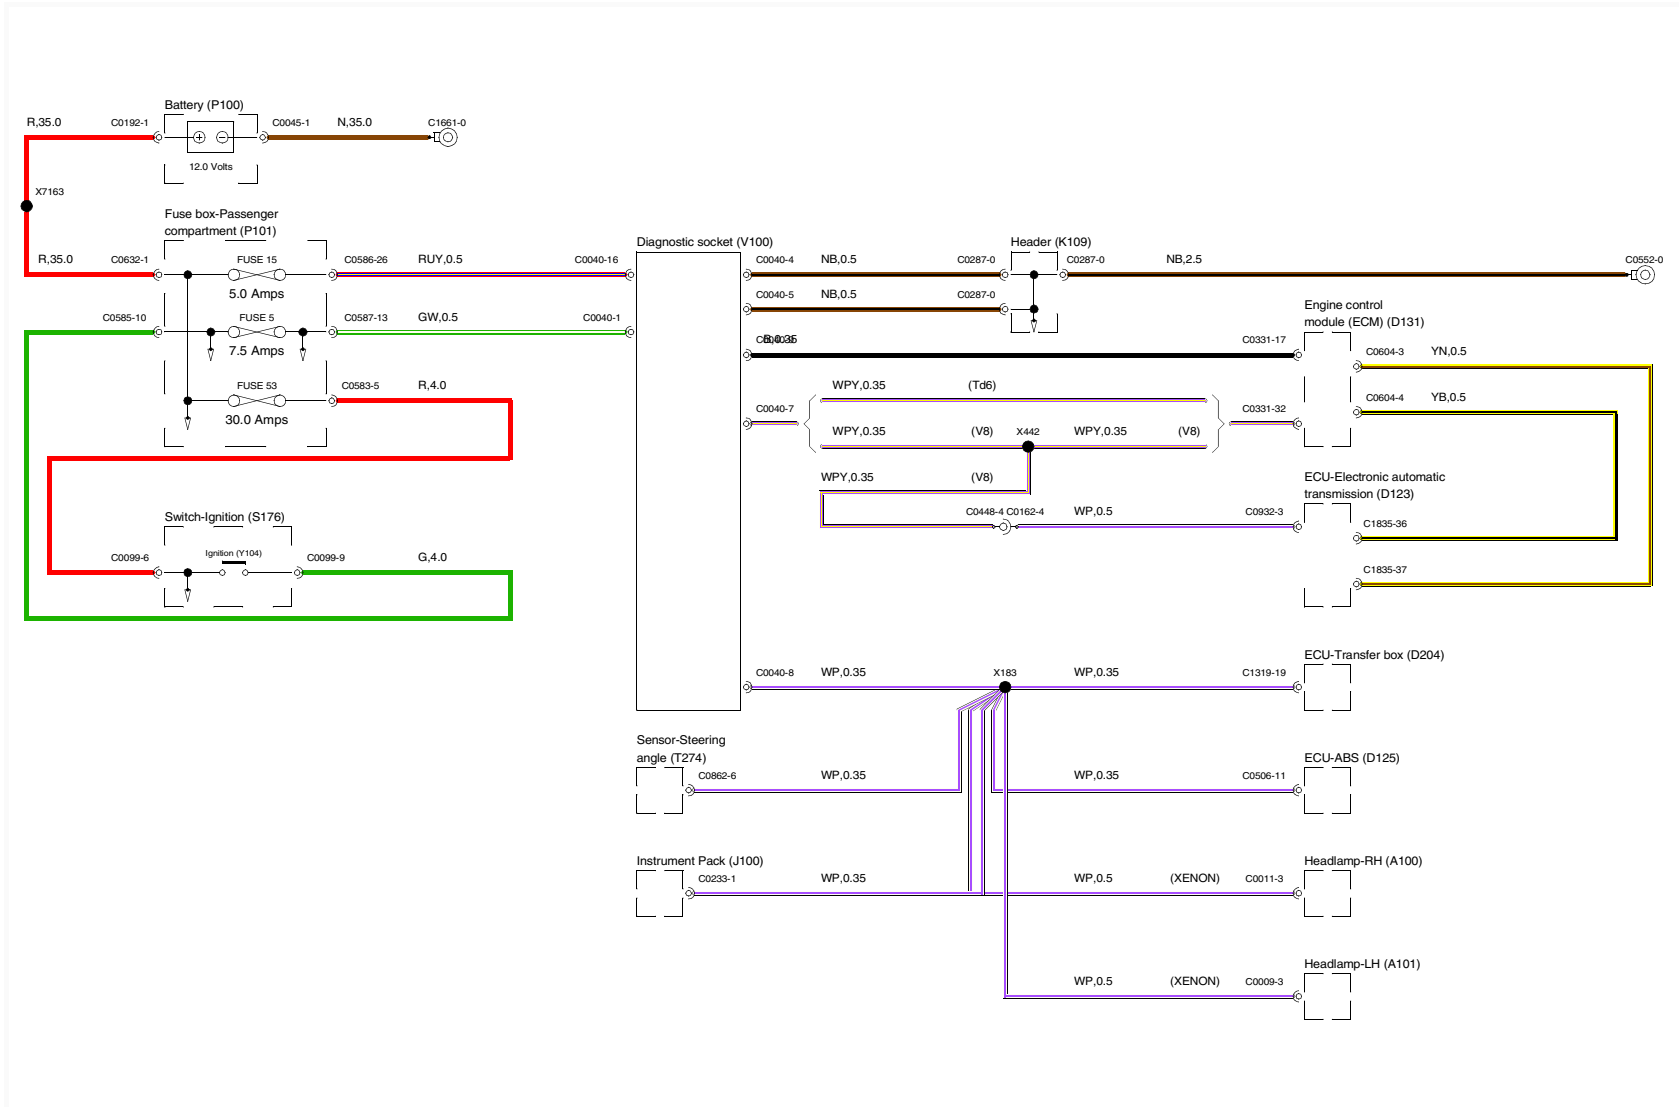 Battery (P100)
R,35.0
C0192-1
C0045-1
N,35.0
C1661-0
12.0 Volts
X7163
Fuse box-Passenger
compartment (P101)
R,35.0
C0632-1
FUSE 15
5.0 Amps
C0586-26
RUY,0.5
C0040-16
C0585-10
FUSE 5
7.5 Amps
C0587-13
GW,0.5
C0040-1
FUSE 53
30.0 Amps
C0583-5
R,4.0
Switch-Ignition (S176)
C0099-6
Ignition (Y104)
C0099-9
G,4.0
Diagnostic socket (V100)
C0040-4
NB,0.5
C0287-0
Header (K109)
C0287-0
NB,2.5
C0552-0
C0040-5
NB,0.5
C0287-0
C0331-17
Engine control
module (ECM) (D131)
C0604-3
YN,0.5
C0604-4
YB,0.5
WPY,0.35
(Td6)
C0040-7
WPY,0.35
(V8)
X442
WPY,0.35
(V8)
C0331-32
WPY,0.35
(V8)
C0448-4 C0162-4
WP,0.5
C0932-3
ECU-Electronic automatic
transmission (D123)
C1835-36
C1835-37
C0040-8
WP,0.35
X183
WP,0.35
C1319-19
ECU-Transfer box (D204)
Sensor-Steering
angle (T274)
C0862-6
WP,0.35
WP,0.35
C0506-11
ECU-ABS (D125)
Instrument Pack (J100)
C0233-1
WP,0.35
WP,0.5
(XENON)
C0011-3
Headlamp-RH (A100)
WP,0.5
(XENON)
C0009-3
Headlamp-LH (A101)